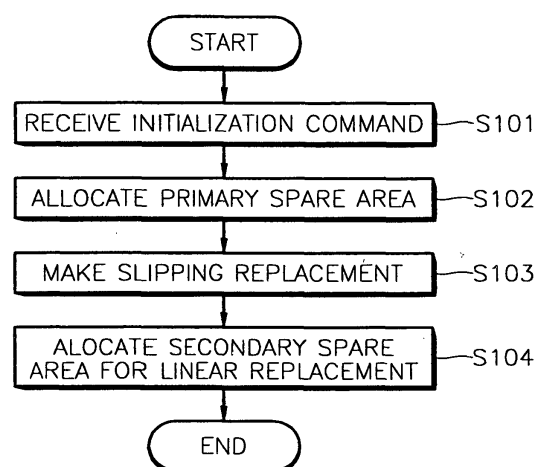 START
RECEIVE INITIALIZATION COMMAND
S101
ALLOCATE PRIMARY SPARE AREA
S102
MAKE SLIPPING REPLACEMENT
S103
ALOCATE SECONDARY SPARE
AREA FOR LINEAR REPLACEMENT
S104
END